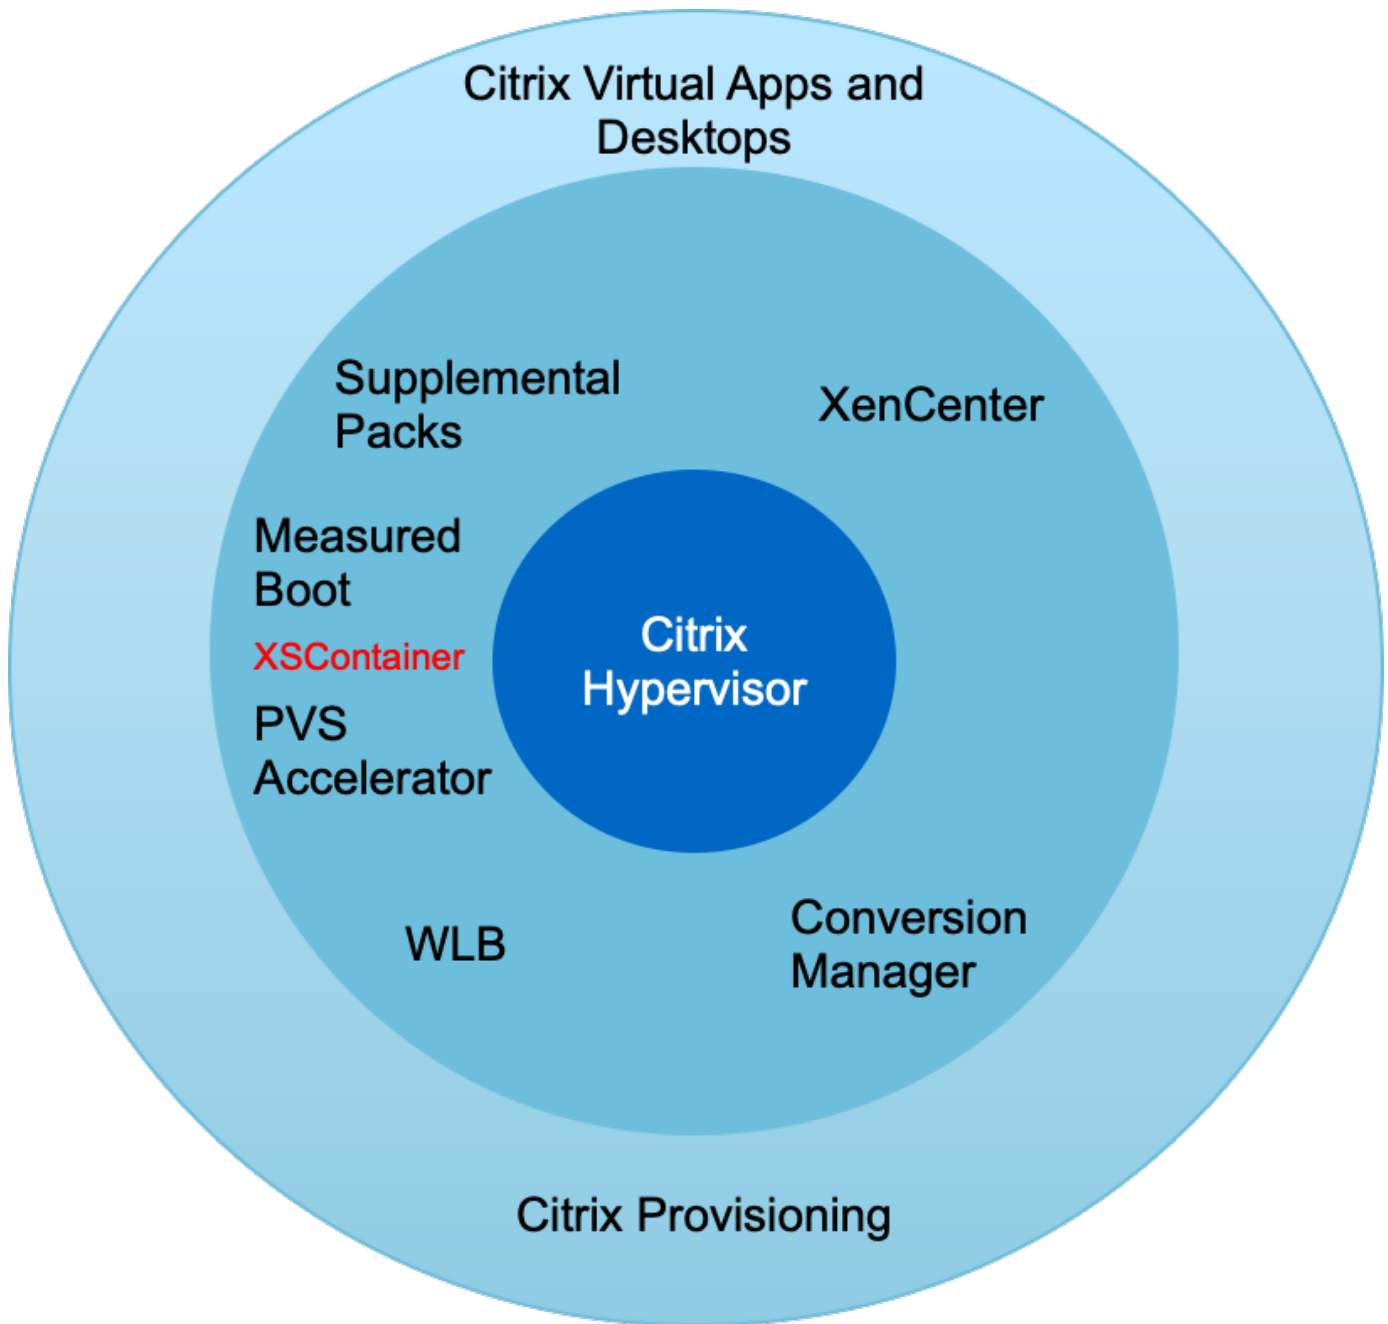 Citrix Virtual Apps and
Desktops
Supplemental
Packs
XenCenter
Measured
Boot
XSContainer
PVS
Accelerator
Citrix
Hypervisor
WLB
Conversion
Manager
Citrix Provisioning